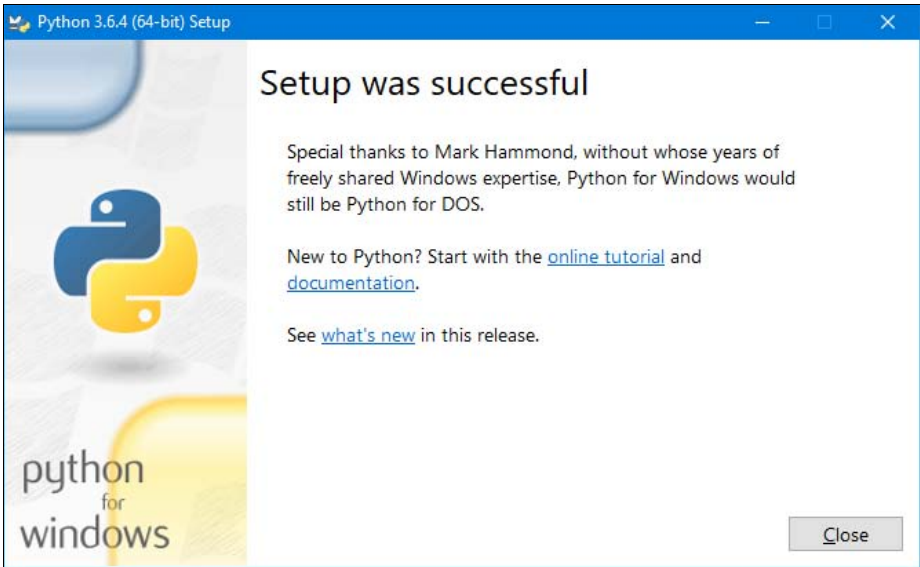 Python 3.6.4 (64-bit) Setup
Setup was successful
Special thanks to Mark Hammond, without whose years of
freely shared Windows expertise, Python for Windows would
still be Python for DOS.
New to Python? Start with the online tutorial and
documentation.
See what's new in this release.
python
for
windows
Close